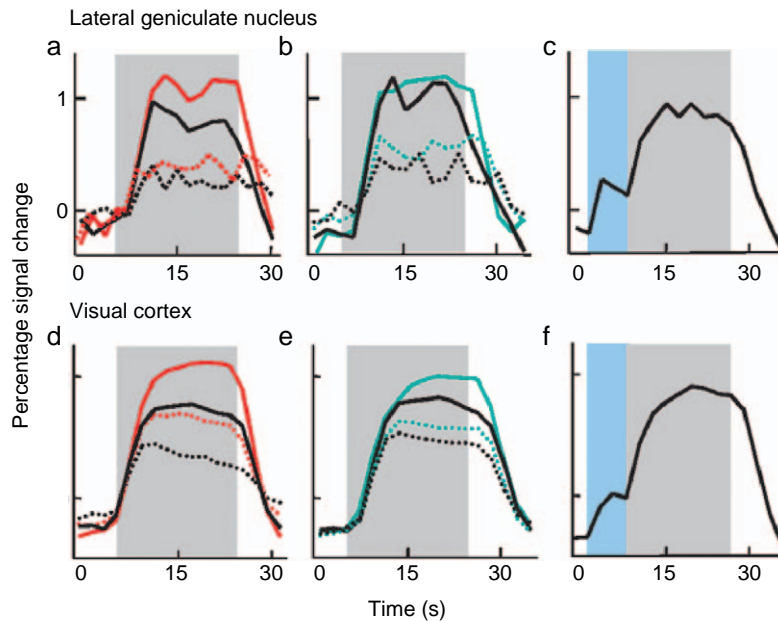 Lateral geniculate nucleus
a b c
1
0
0 15 30 0 15 30 0 15 30
Percentage signal change
Visual cortex
d e f
0 15 30 0 15 30 0 15 30
Time (s)